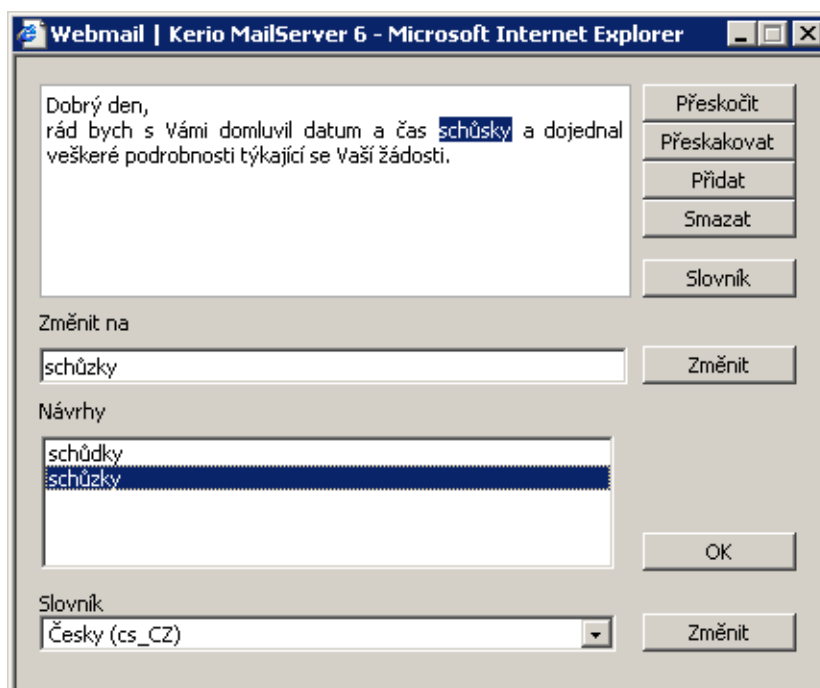 Webmail | Kerio MailServer 6 - Microsoft Internet Explorer
Dobrý den,
rád bych s Vámi domluvil datum a čas schůsky a dojednal
veškeré podrobnosti týkající se Vaší žádosti.
Přeskočit
Přeskakovat
Přidat
Smazat
Slovník
Změnit na
schůzky
Změnit
Návrhy
schůdky
schůzky
OK
Slovník
Česky (cs_CZ)
Změnit